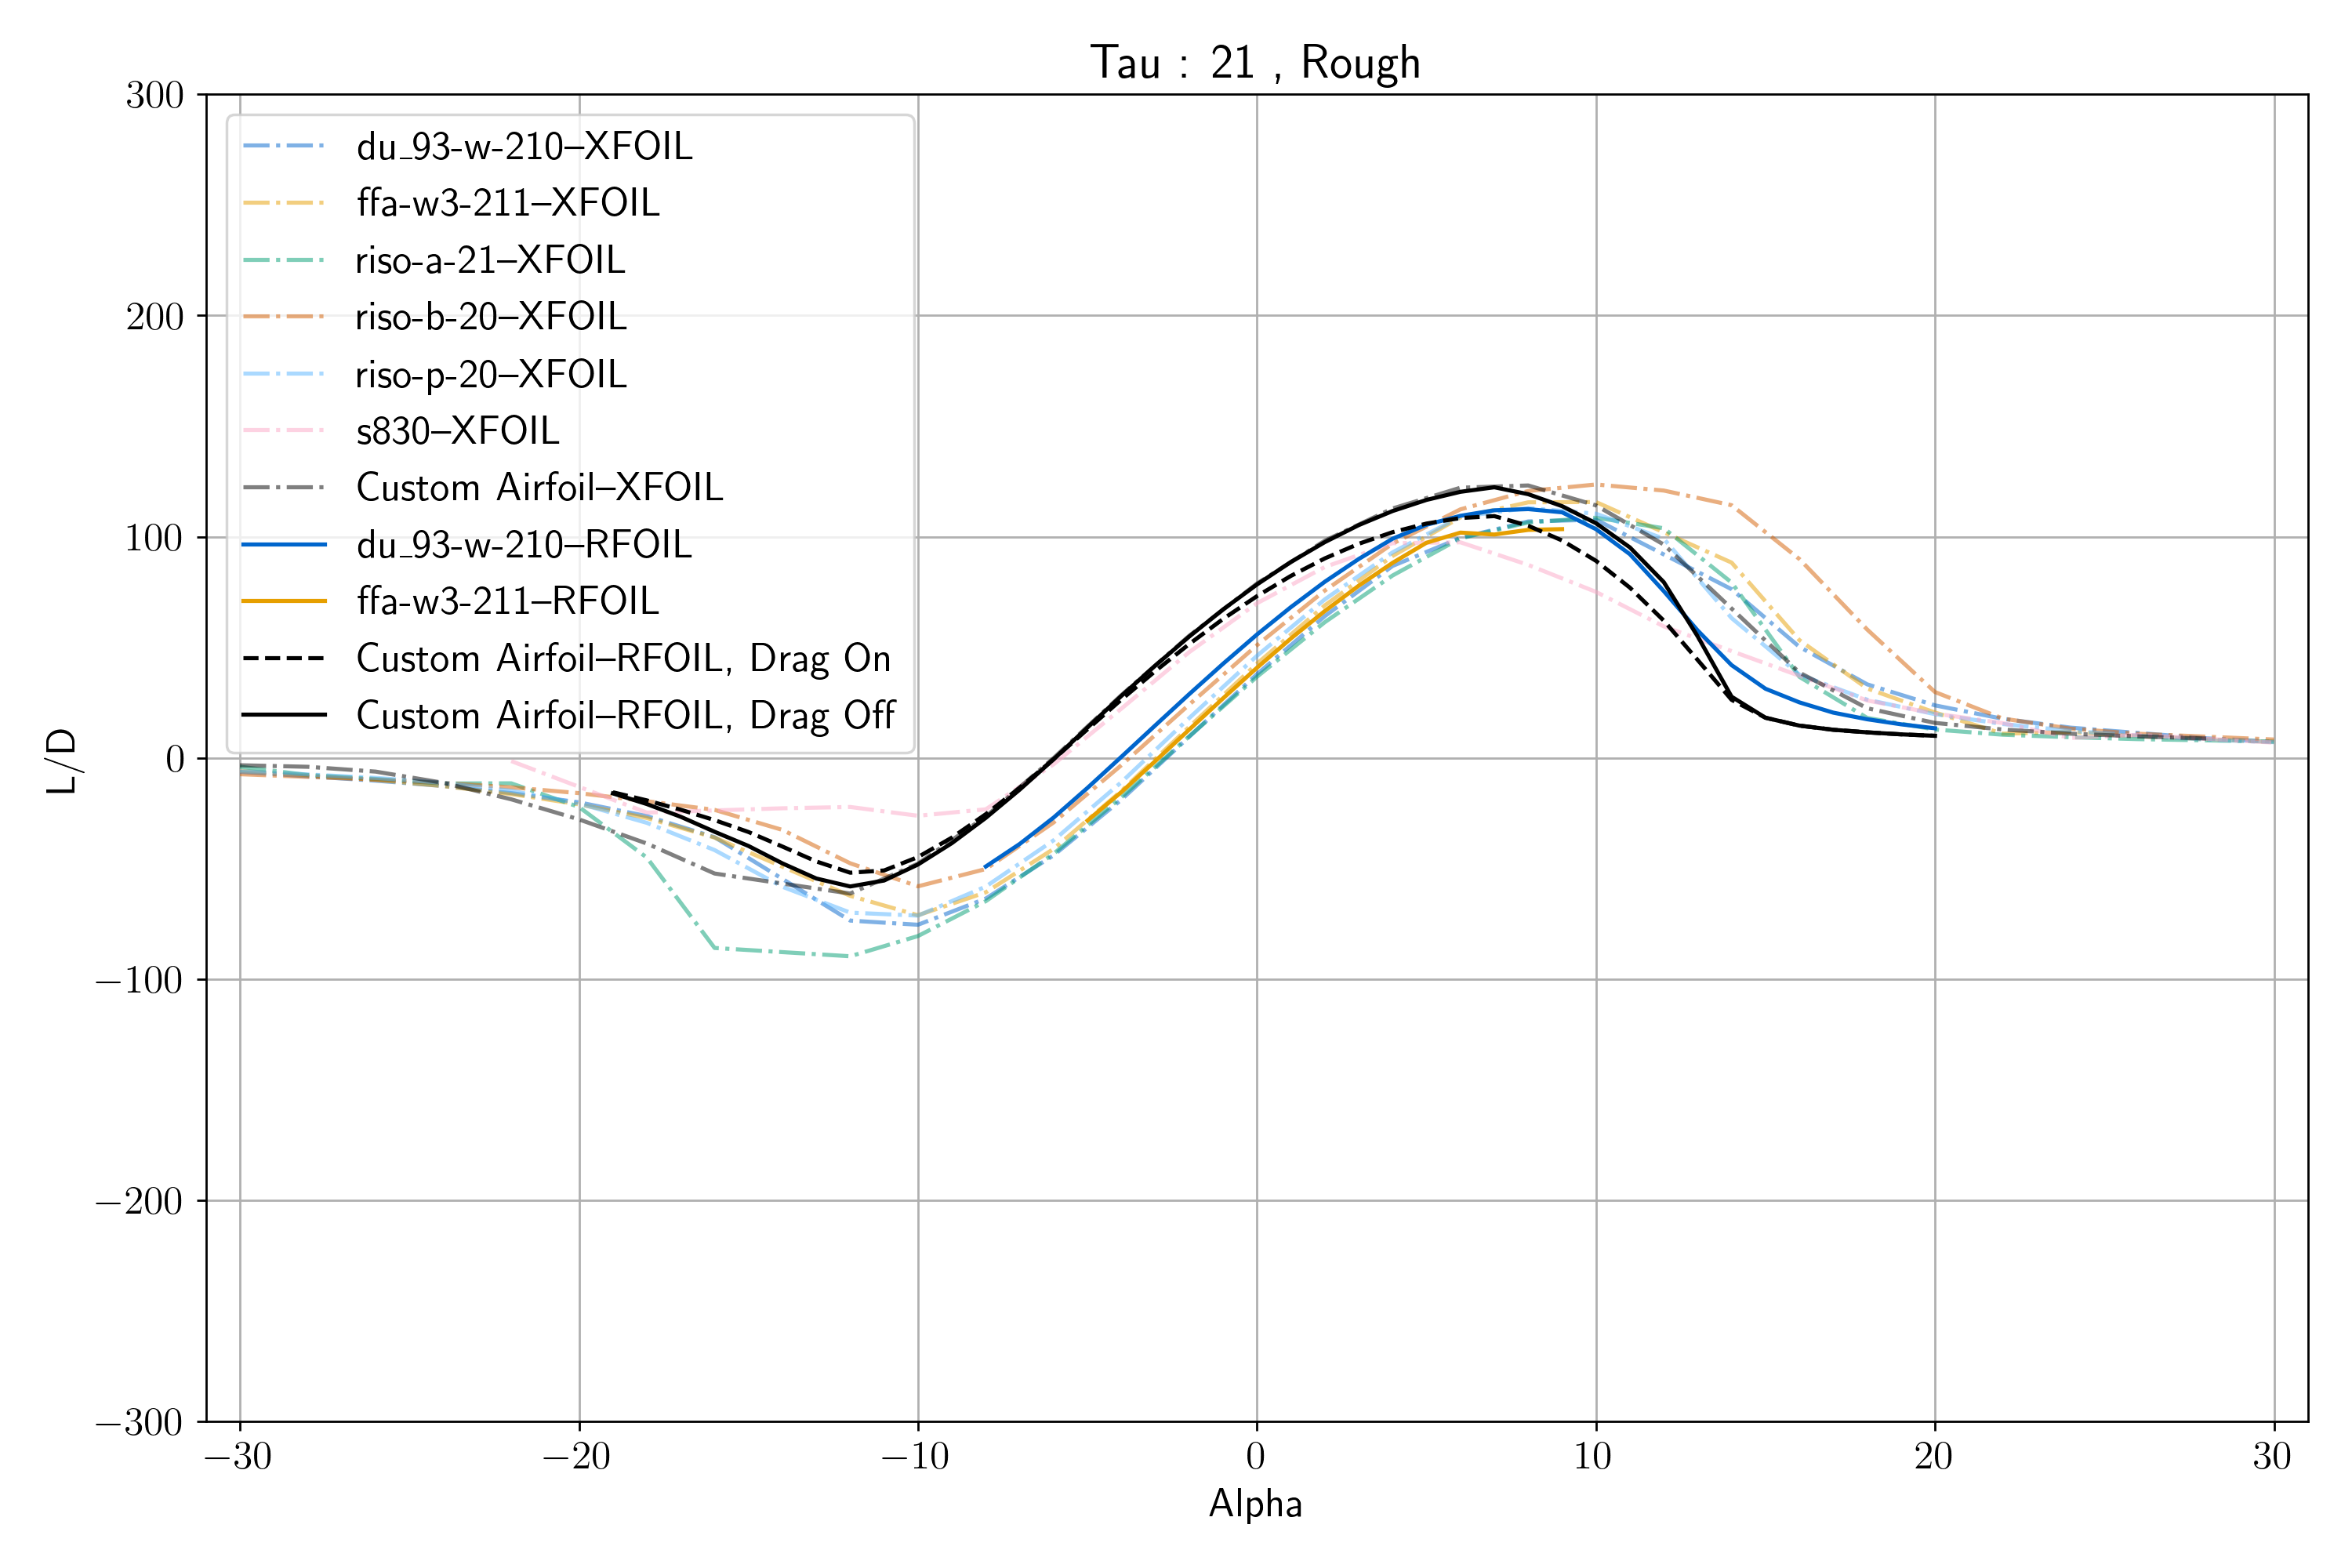 Tau : 21 , Rough
300
200
100
0
−100
−200
−300
L/D
du_93-w-210–XFOIL
ffa-w3-211–XFOIL
riso-a-21–XFOIL
riso-b-20–XFOIL
riso-p-20–XFOIL
s830–XFOIL
Custom Airfoil–XFOIL
du_93-w-210–RFOIL
ffa-w3-211–RFOIL
Custom Airfoil–RFOIL, Drag On
Custom Airfoil–RFOIL, Drag Off
−30 −20 −10 0 10 20 30
Alpha